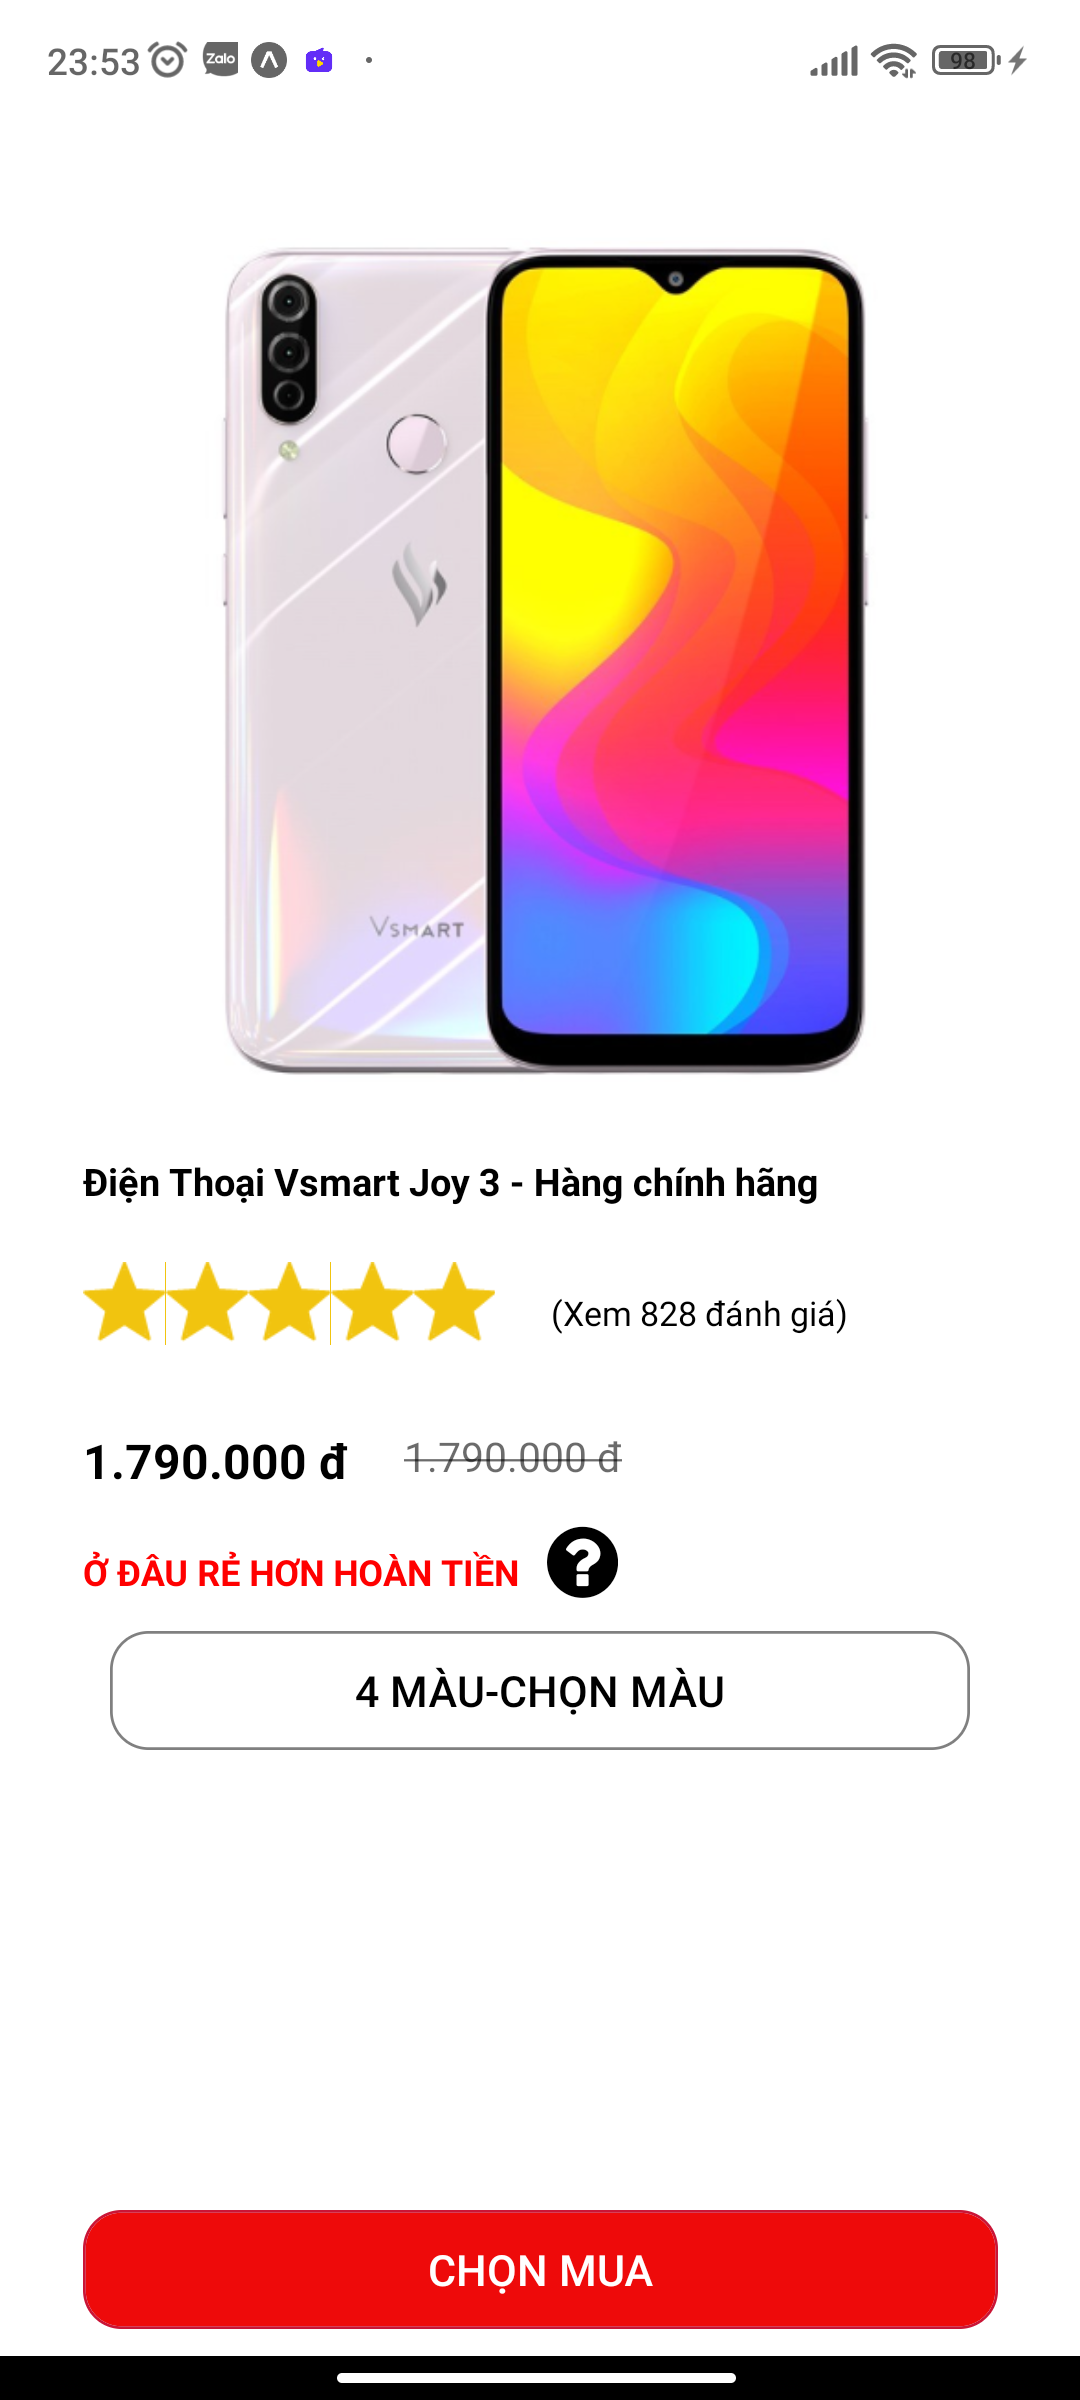 23:53
Zalo
98
VSMART
Điện Thoại Vsmart Joy 3 - Hàng chính hãng
(Xem 828 đánh giá)
1.790.000 đ 1.790.000 đ
Ở ĐÂU RẺ HƠN HOÀN TIỀN ?
4 MÀU-CHỌN MÀU
CHỌN MUA